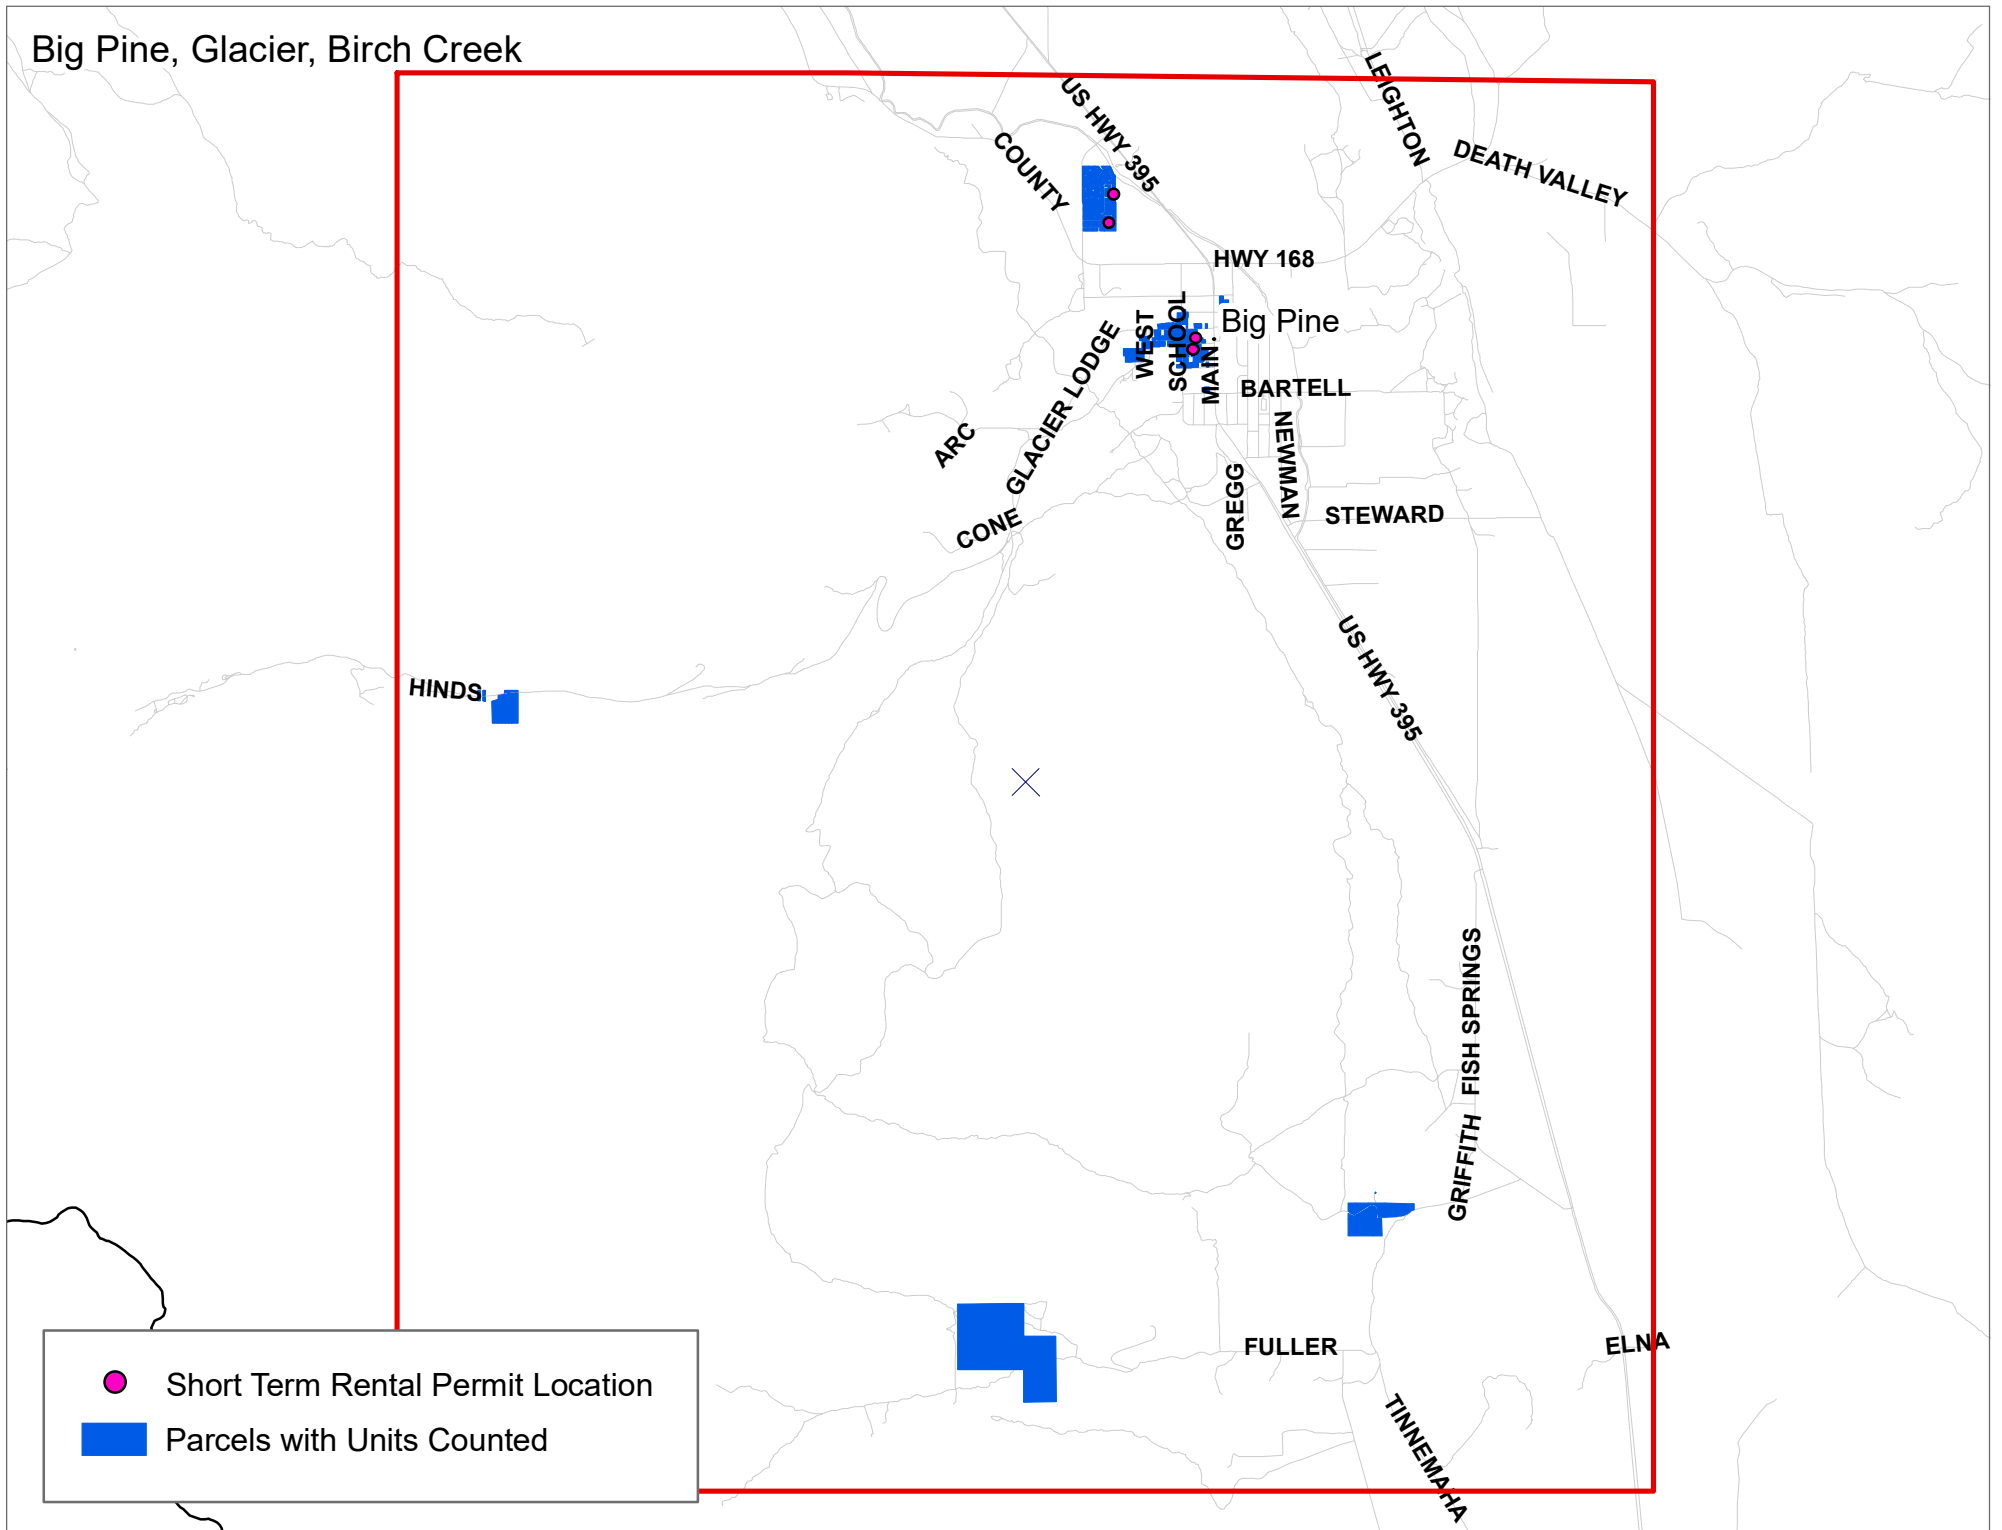 Big Pine, Glacier, Birch Creek
LEIGHTON
US HWY 395
COUNTY
DEATH VALLEY
HWY 168
Big Pine
WEST
SCHOOL
MAIN
GLACIER LODGE
BARTELL
ARC
NEWMAN
GREGG
CONE
STEWARD
US HWY 395
HINDS
FISH SPRINGS
GRIFFITH
FULLER
ELNA
TINNEMAHA
Short Term Rental Permit Location
Parcels with Units Counted